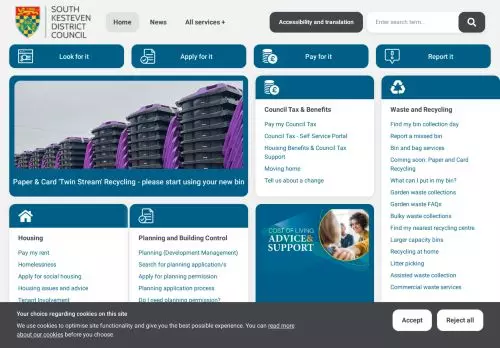 SOUTH
KESTEVEN
DISTRICT
COUNCIL
Home
News
All services +
Accessibility and translation
Enter search term...
Look for it
Apply for it
Pay for it
Report it
Paper & Card 'Twin Stream' Recycling - please start using your new bin
Council Tax & Benefits
Pay my Council Tax
Council Tax - Self Service Portal
Housing Benefits & Council Tax
Support
Moving home
Tell us about a change
Waste and Recycling
Find my bin collection day
Report a missed bin
Bin and bag services
Coming soon: Paper and Card
Recycling
What can I put in my bin?
Garden waste collections
Garden waste FAQs
Bulky waste collections
Find my nearest recycling centre
Larger capacity bins
Recycling at home
Litter picking
Assisted waste collection
Commercial waste services
Housing
Pay my rent
Homelessness
Apply for social housing
Housing issues and advice
Tenant Involvement
Planning and Building Control
Planning (Development Management)
Search for planning application/s
Apply for planning permission
Planning application process
Do I need planning permission?
COST OF LIVING
ADVICE&
SUPPORT
Your choice regarding cookies on this site
We use cookies to optimise site functionality and give you the best possible experience. You can read more
about our cookies before you choose.
Accept
Reject all